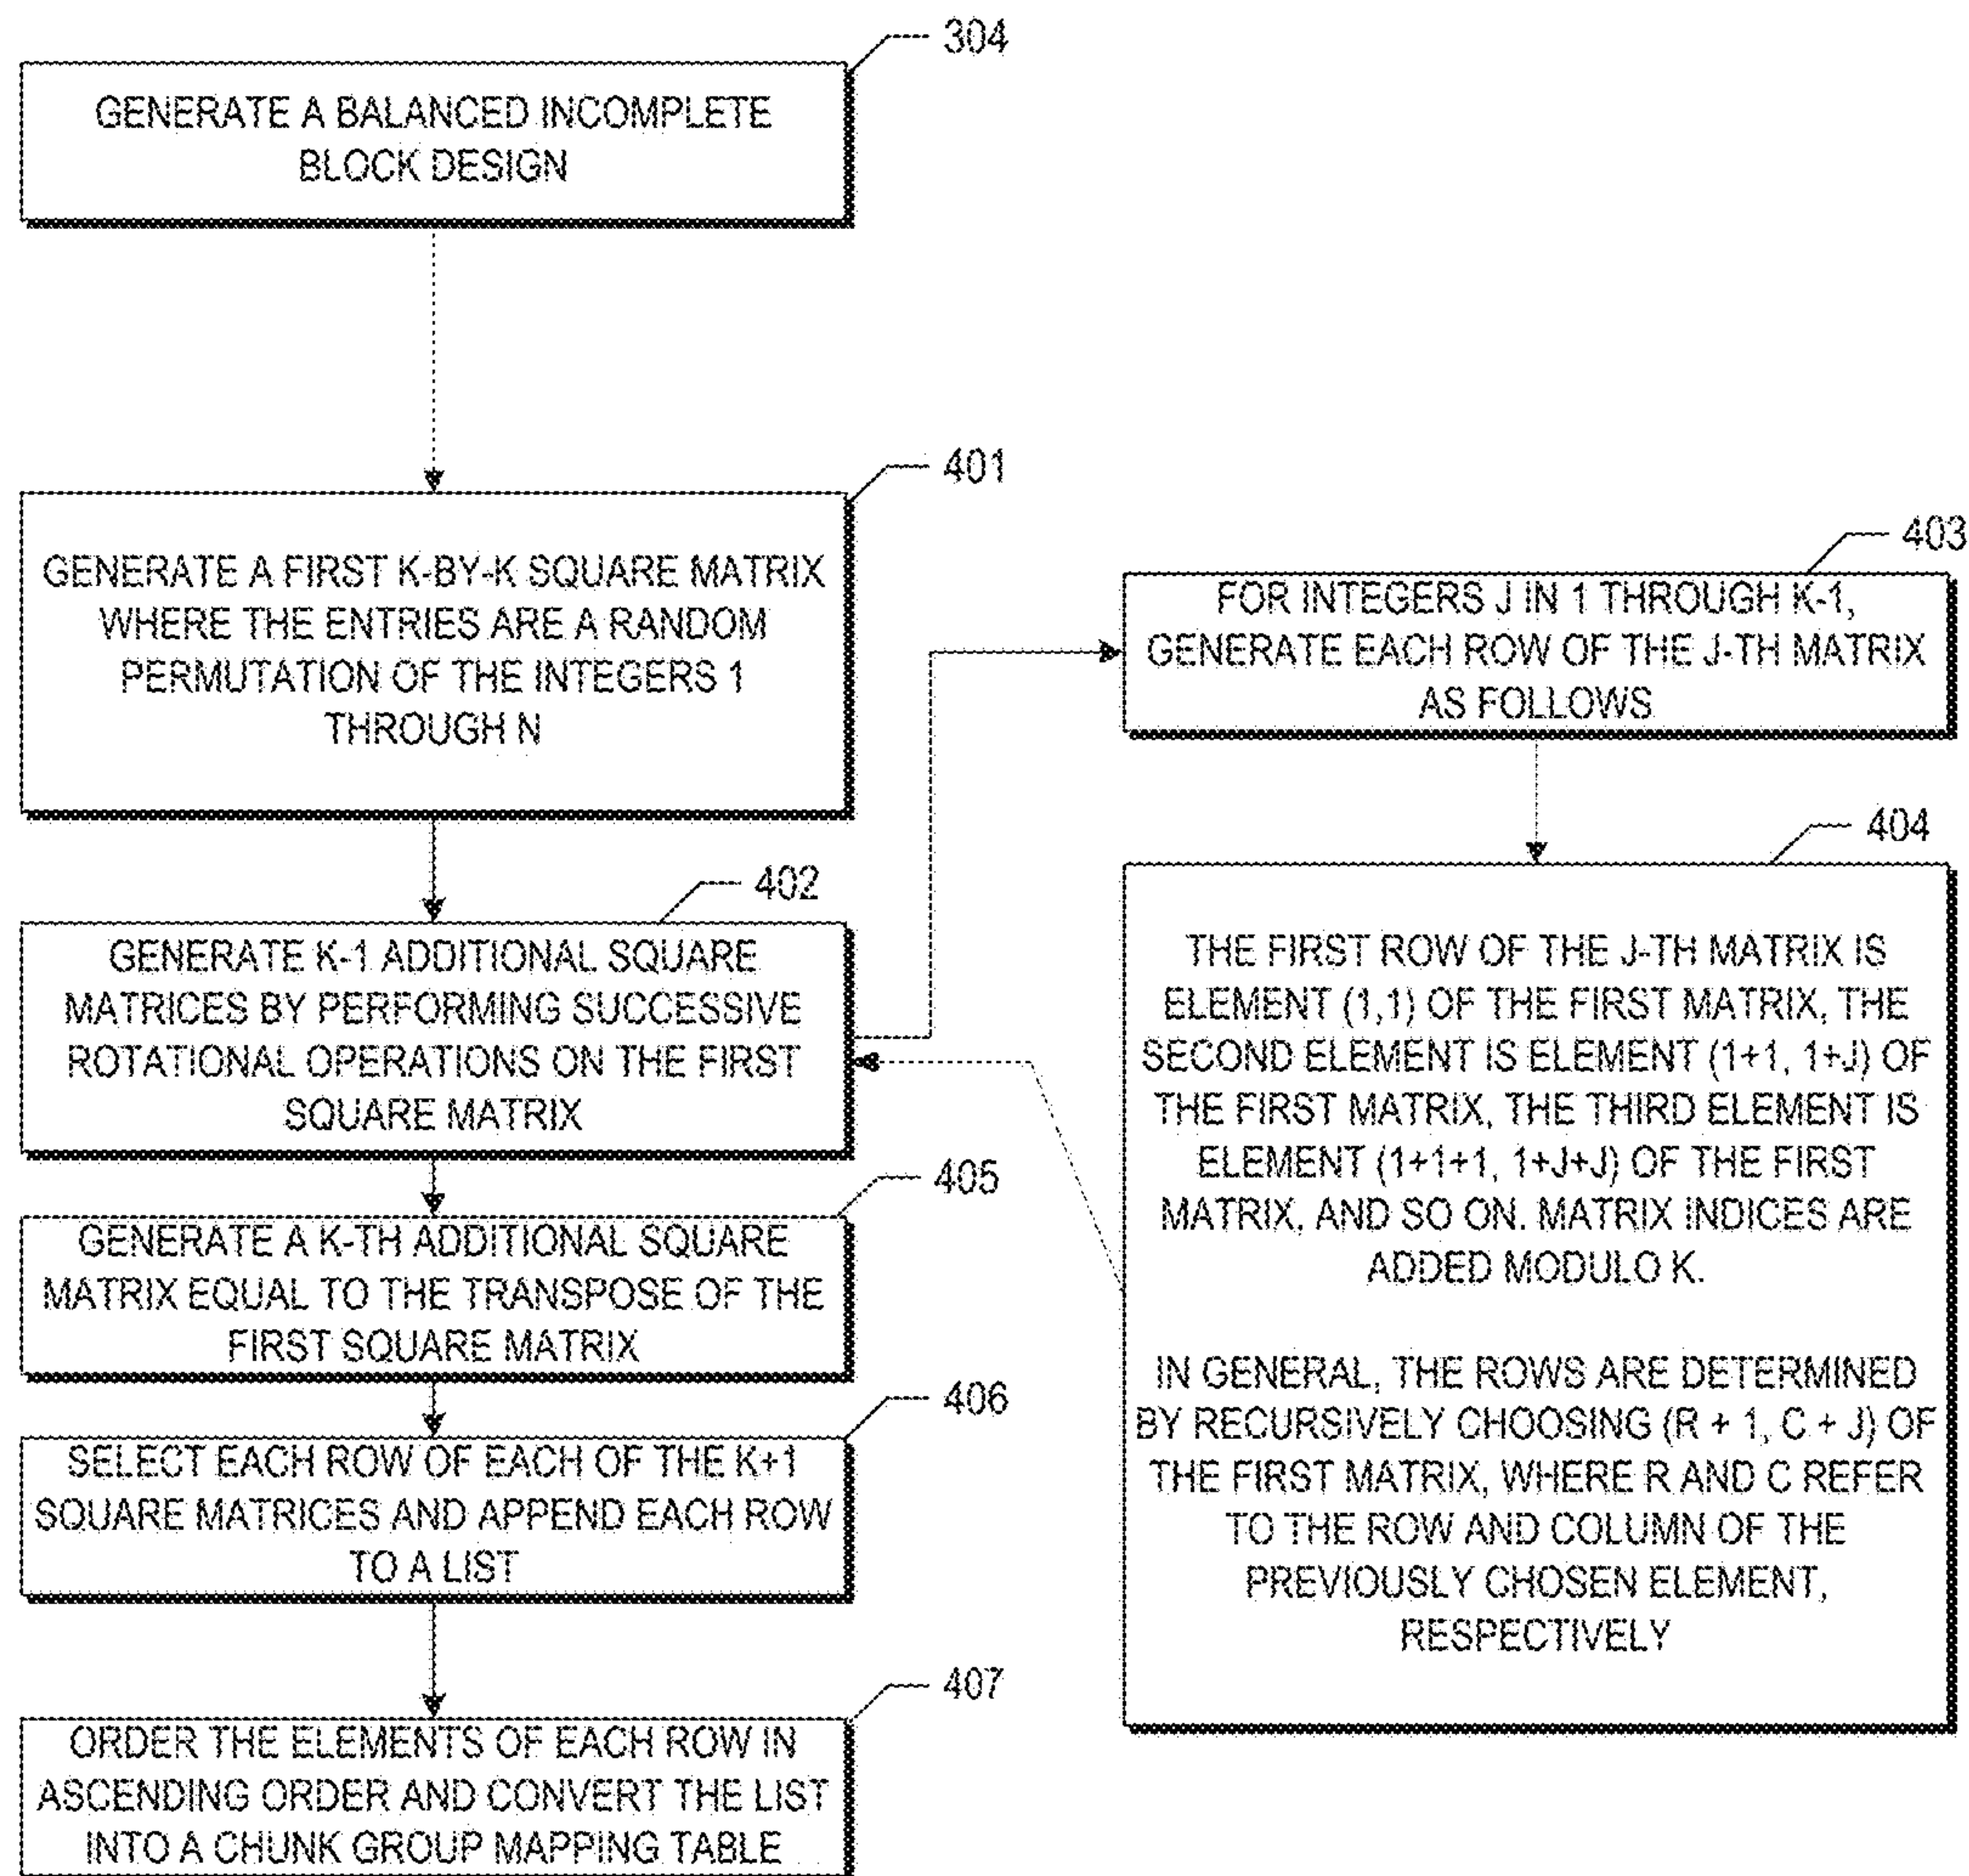 304
GENERATE A BALANCED INCOMPLETE
BLOCK DESIGN
401
GENERATE A FIRST K-BY-K SQUARE MATRIX
WHERE THE ENTRIES ARE A RANDOM
PERMUTATION OF THE INTEGERS 1
THROUGH N
402
GENERATE K-1 ADDITIONAL SQUARE
MATRICES BY PERFORMING SUCCESSIVE
ROTATIONAL OPERATIONS ON THE FIRST
SQUARE MATRIX
403
FOR INTEGERS J IN 1 THROUGH K-1,
GENERATE EACH ROW OF THE J-TH MATRIX
AS FOLLOWS
404
THE FIRST ROW OF THE J-TH MATRIX IS
ELEMENT (1,1) OF THE FIRST MATRIX, THE
SECOND ELEMENT IS ELEMENT (1+1, 1+J) OF
THE FIRST MATRIX, THE THIRD ELEMENT IS
ELEMENT (1+1+1, 1+J+J) OF THE FIRST
MATRIX, AND SO ON. MATRIX INDICES ARE
ADDED MODULO K.
IN GENERAL, THE ROWS ARE DETERMINED
BY RECURSIVELY CHOOSING (R + 1, C + J) OF
THE FIRST MATRIX, WHERE R AND C REFER
TO THE ROW AND COLUMN OF THE
PREVIOUSLY CHOSEN ELEMENT,
RESPECTIVELY
405
GENERATE A K-TH ADDITIONAL SQUARE
MATRIX EQUAL TO THE TRANSPOSE OF THE
FIRST SQUARE MATRIX
406
SELECT EACH ROW OF EACH OF THE K+1
SQUARE MATRICES AND APPEND EACH ROW
TO A LIST
407
ORDER THE ELEMENTS OF EACH ROW IN
ASCENDING ORDER AND CONVERT THE LIST
INTO A CHUNK GROUP MAPPING TABLE